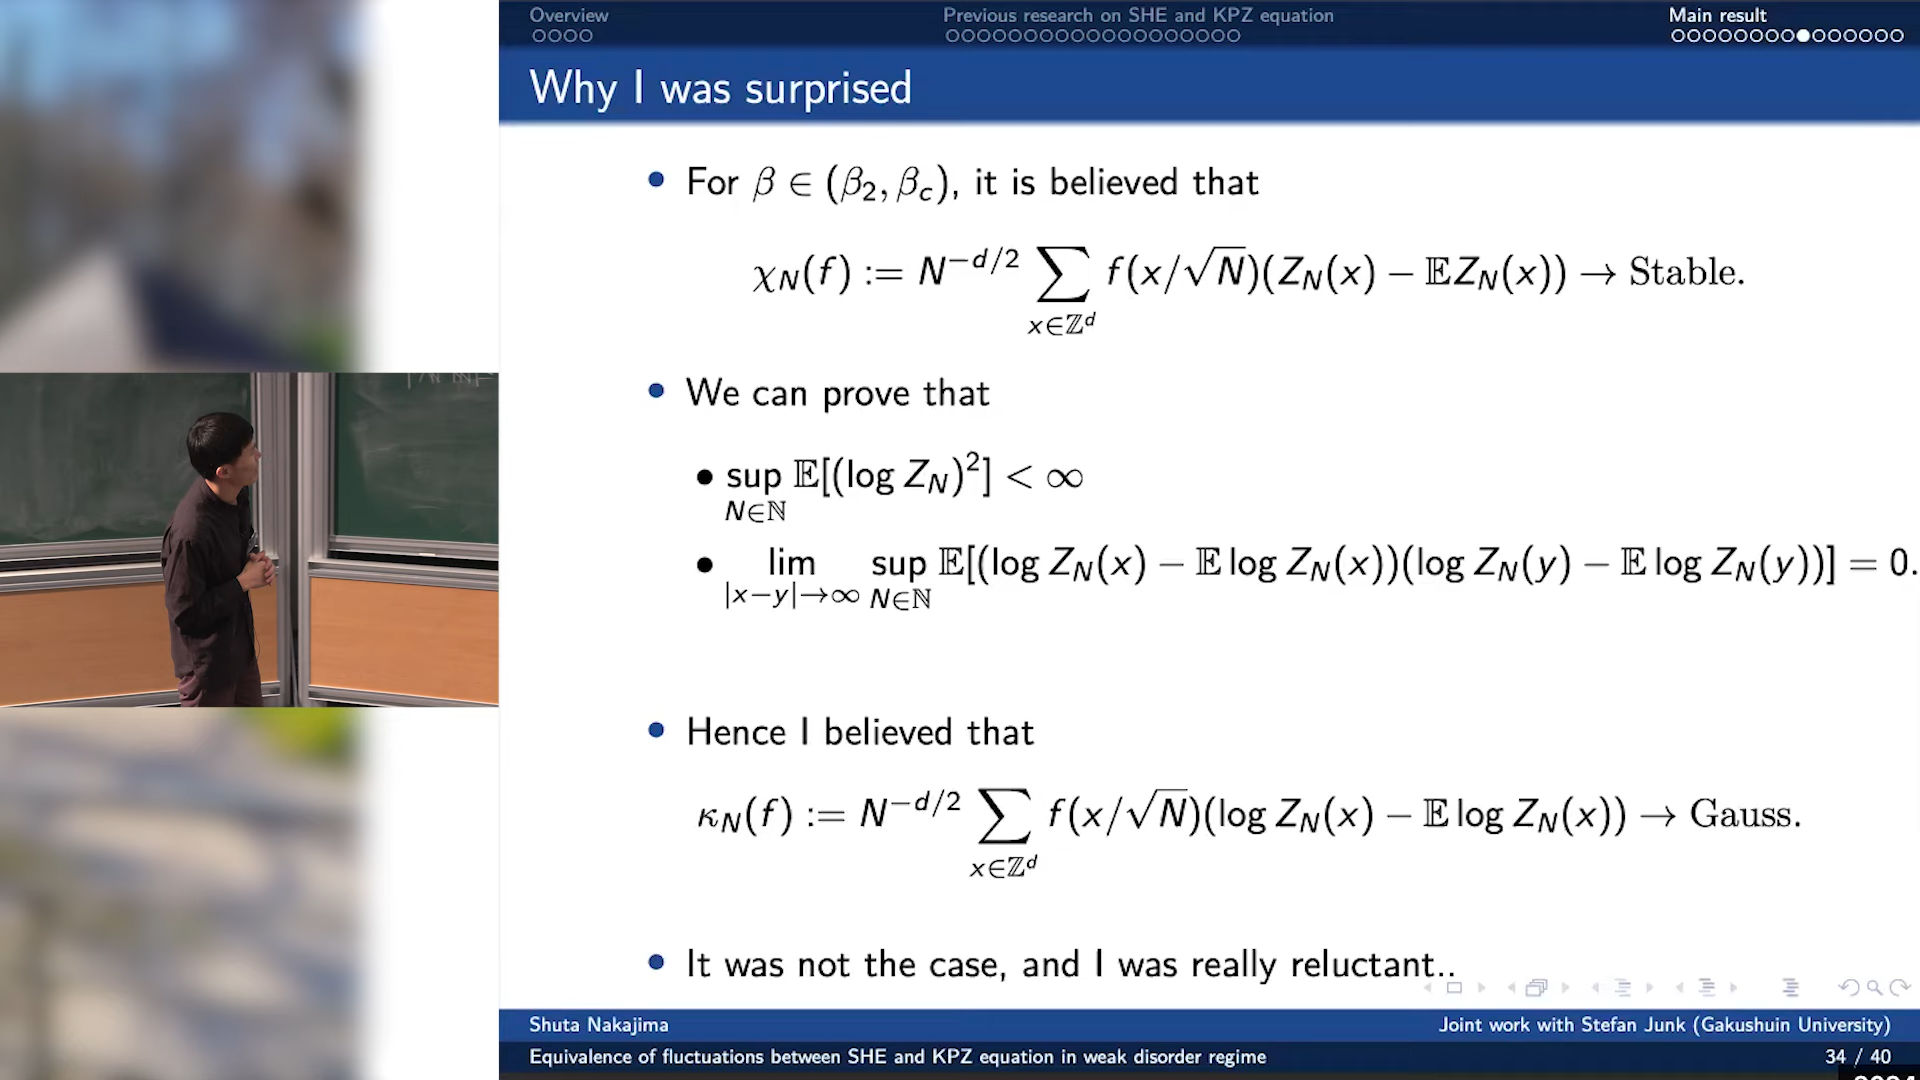 Overview
Previous research on SHE and KPZ equation
Main result
Why I was surprised
• For β ∈ (β₂, β_c), it is believed that
χ_N(f) := N^{−d/2} ∑_{x∈ℤ^d} f(x/√N)(Z_N(x) − 𝔼Z_N(x)) → Stable.
• We can prove that
• sup_{N∈ℕ} 𝔼[(log Z_N)²] < ∞
• lim_{|x−y|→∞} sup_{N∈ℕ} 𝔼[(log Z_N(x) − 𝔼 log Z_N(x))(log Z_N(y) − 𝔼 log Z_N(y))] = 0.
• Hence I believed that
κ_N(f) := N^{−d/2} ∑_{x∈ℤ^d} f(x/√N)(log Z_N(x) − 𝔼 log Z_N(x)) → Gauss.
• It was not the case, and I was really reluctant..
Shuta Nakajima
Joint work with Stefan Junk (Gakushuin University)
Equivalence of fluctuations between SHE and KPZ equation in weak disorder regime
34 / 40